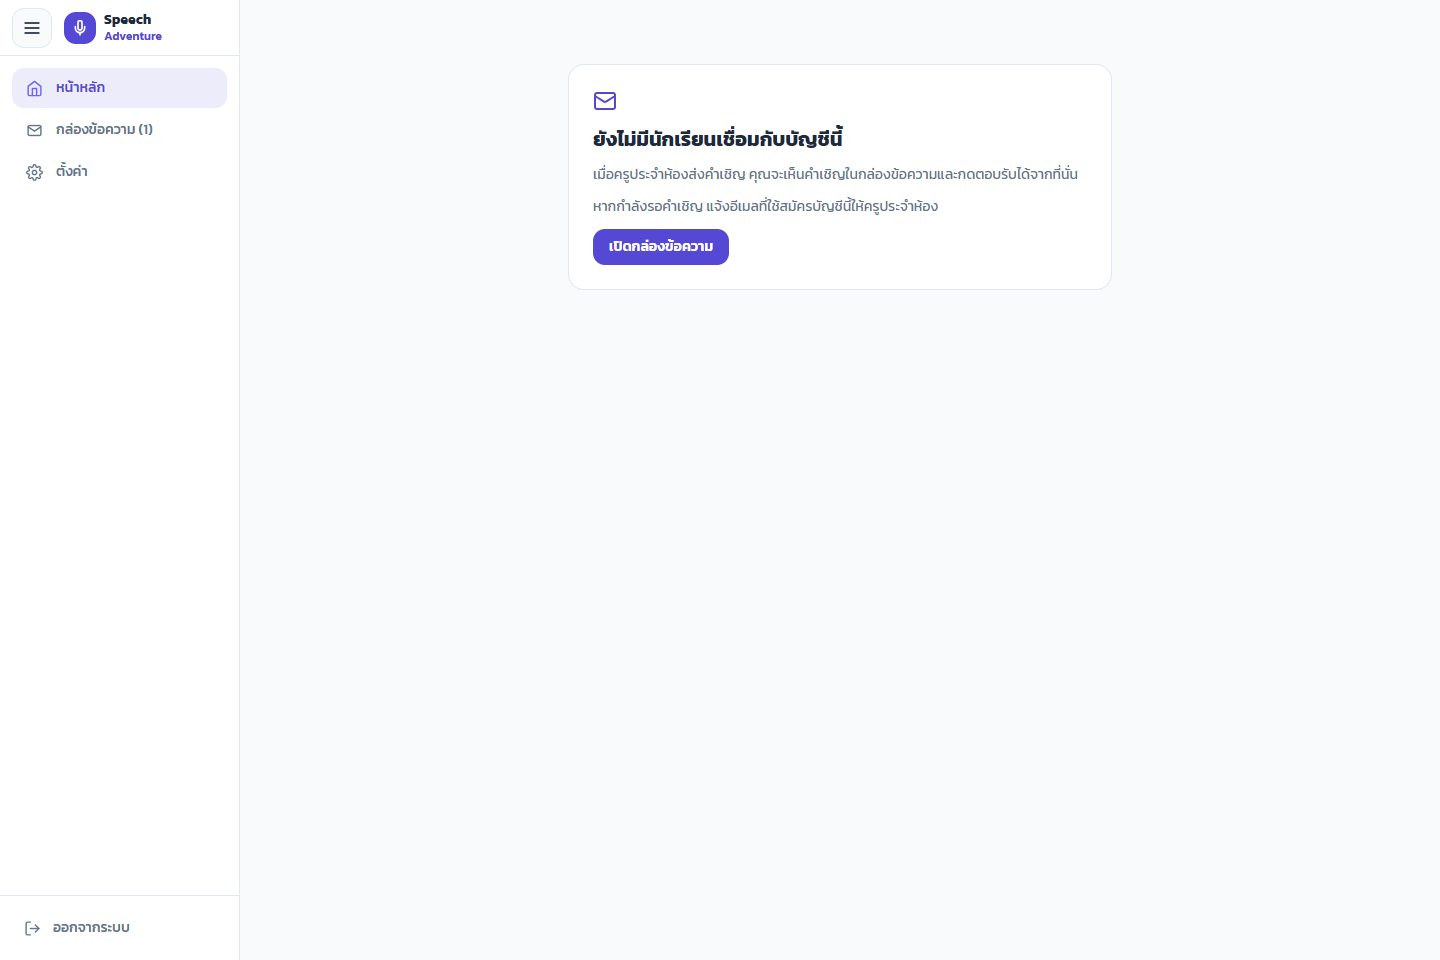 Speech
Adventure
หน้าหลัก
กล่องข้อความ (1)
ตั้งค่า
ยังไม่มีนักเรียนเชื่อมกับบัญชีนี้
เมื่อครูประจำห้องส่งคำเชิญ คุณจะเห็นคำเชิญในกล่องข้อความและกดตอบรับได้จากที่นั่น
หากกำลังรอคำเชิญ แจ้งอีเมลที่ใช้สมัครบัญชีนี้ให้ครูประจำห้อง
เปิดกล่องข้อความ
ออกจากระบบ